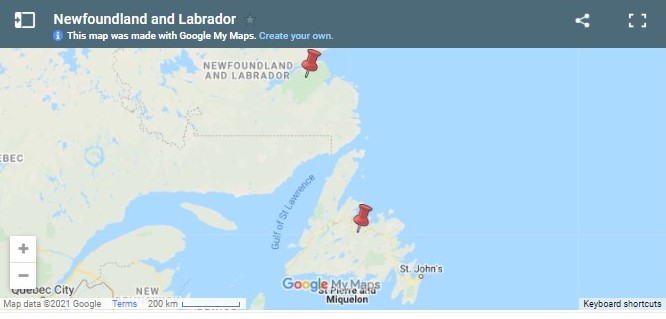 Newfoundland and Labrador
This map was made with Google My Maps. Create your own.
NEWFOUNDLAND
AND LABRADOR
EBEC
Gulf of St Lawrence
St. John's
Google My Maps
St Pierre and
Miquelon
Quebec City
NEW
Map data ©2021 Google Terms 200 km
Keyboard shortcuts